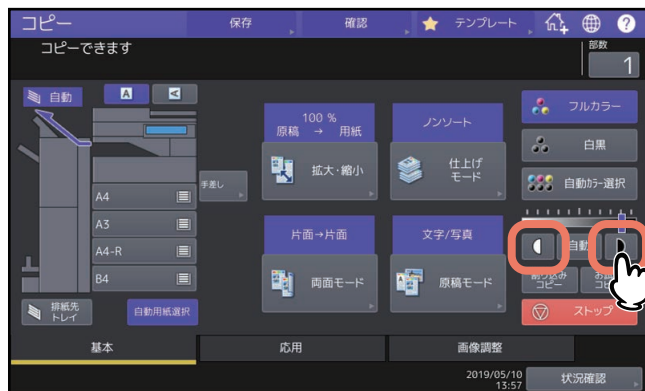 コピー
保存
確認
テンプレート
?
コピーできます
部数
1
自動
A
A
A4
A3
A4-R
B4
手差し
排紙先
トレイ
自動用紙選択
100 %
原稿 → 用紙
拡大・縮小
ノンソート
仕上げ
モード
片面→片面
両面モード
文字/写真
原稿モード
フルカラー
白黒
自動ｶﾗｰ選択
自動
コピー
ストップ
基本
応用
画像調整
2019/05/10
13:57
状況確認